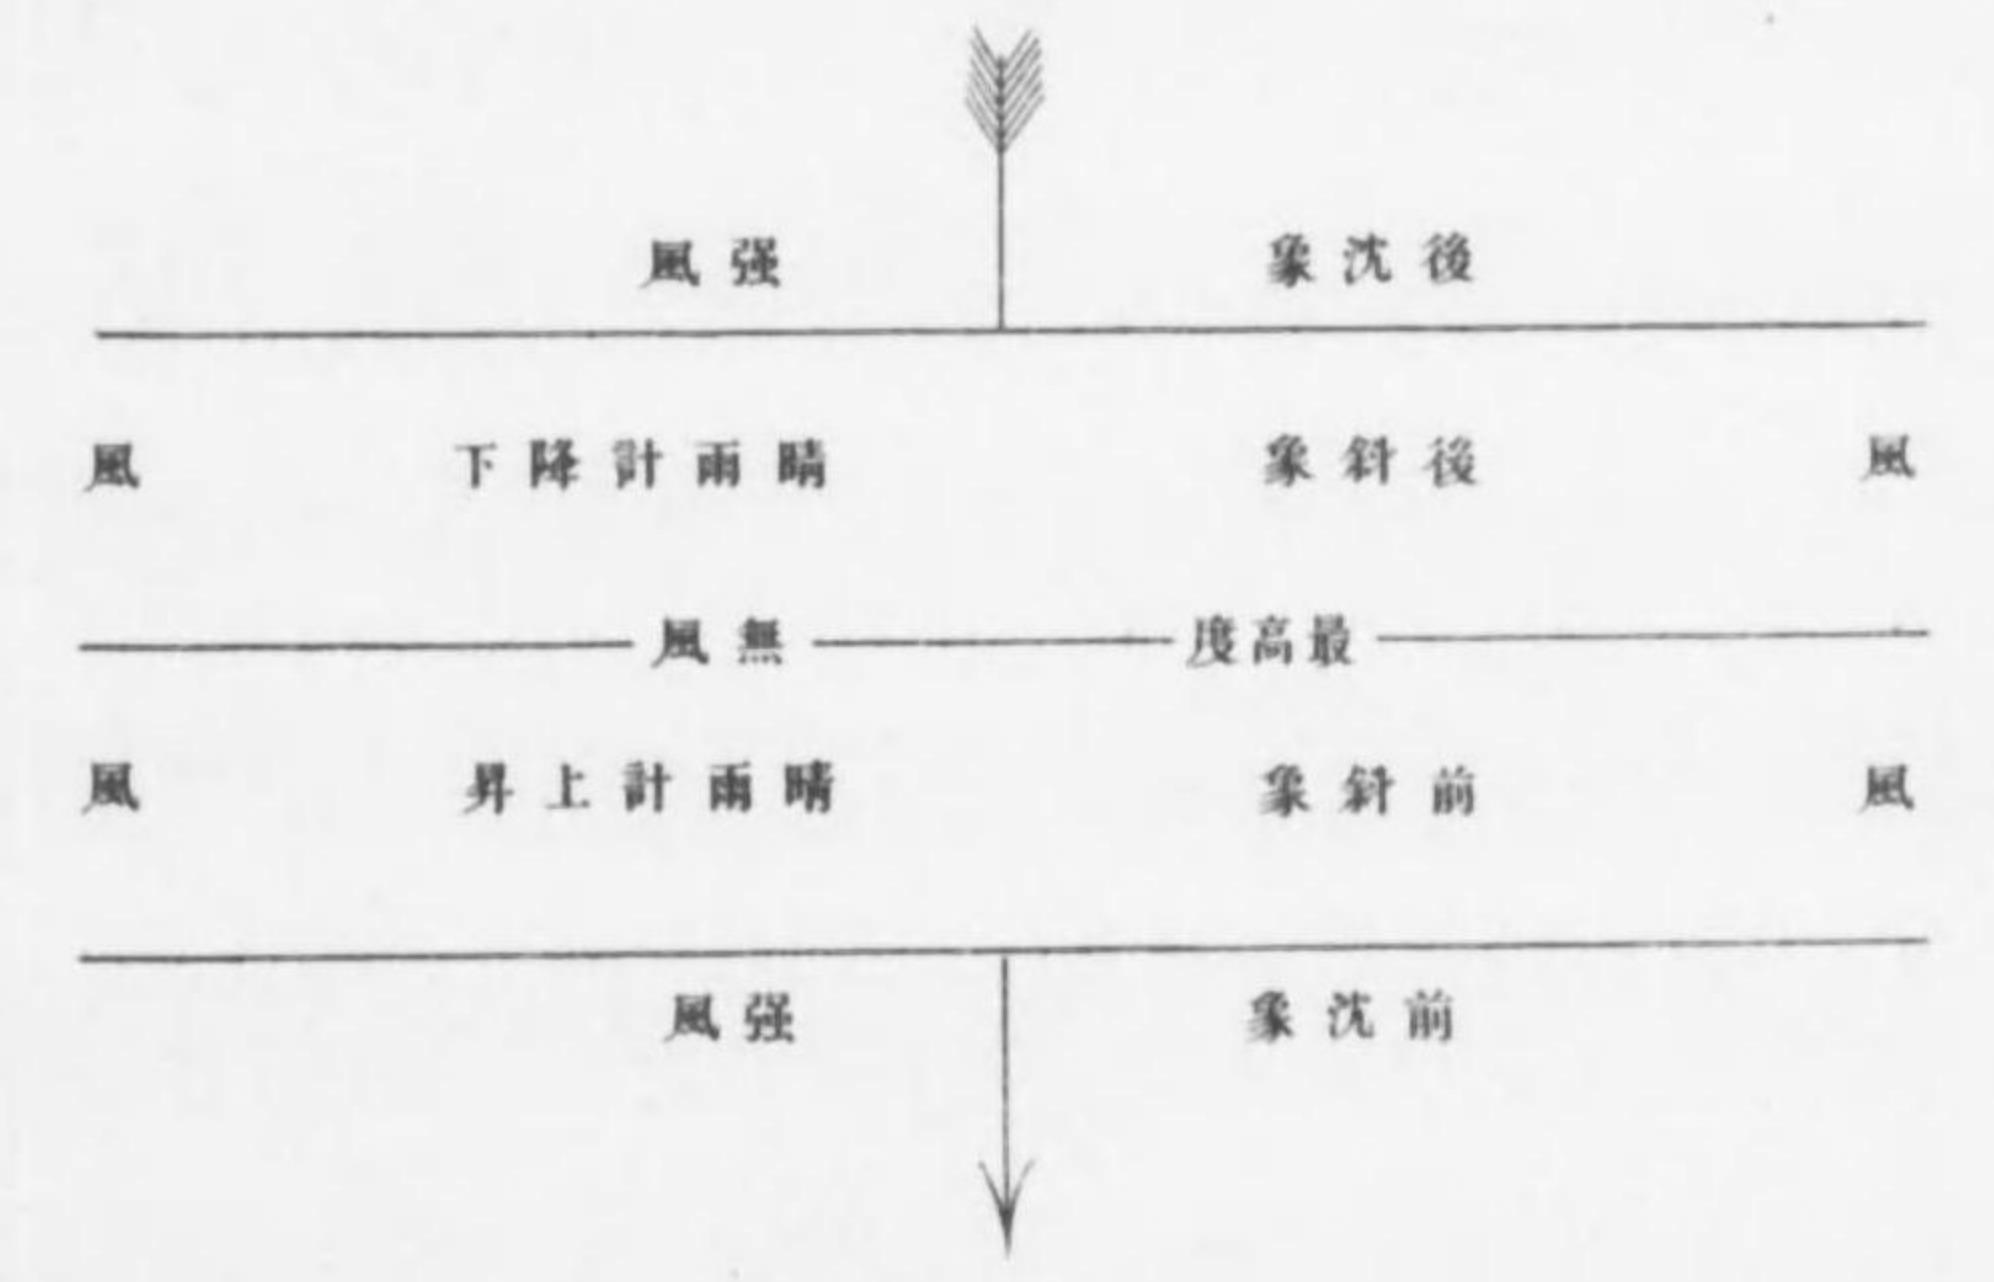 後沈象 强風
風 後斜象 晴雨計降下 風
最高度 無風
風 前斜象 晴雨計上昇 風
前沈象 强風